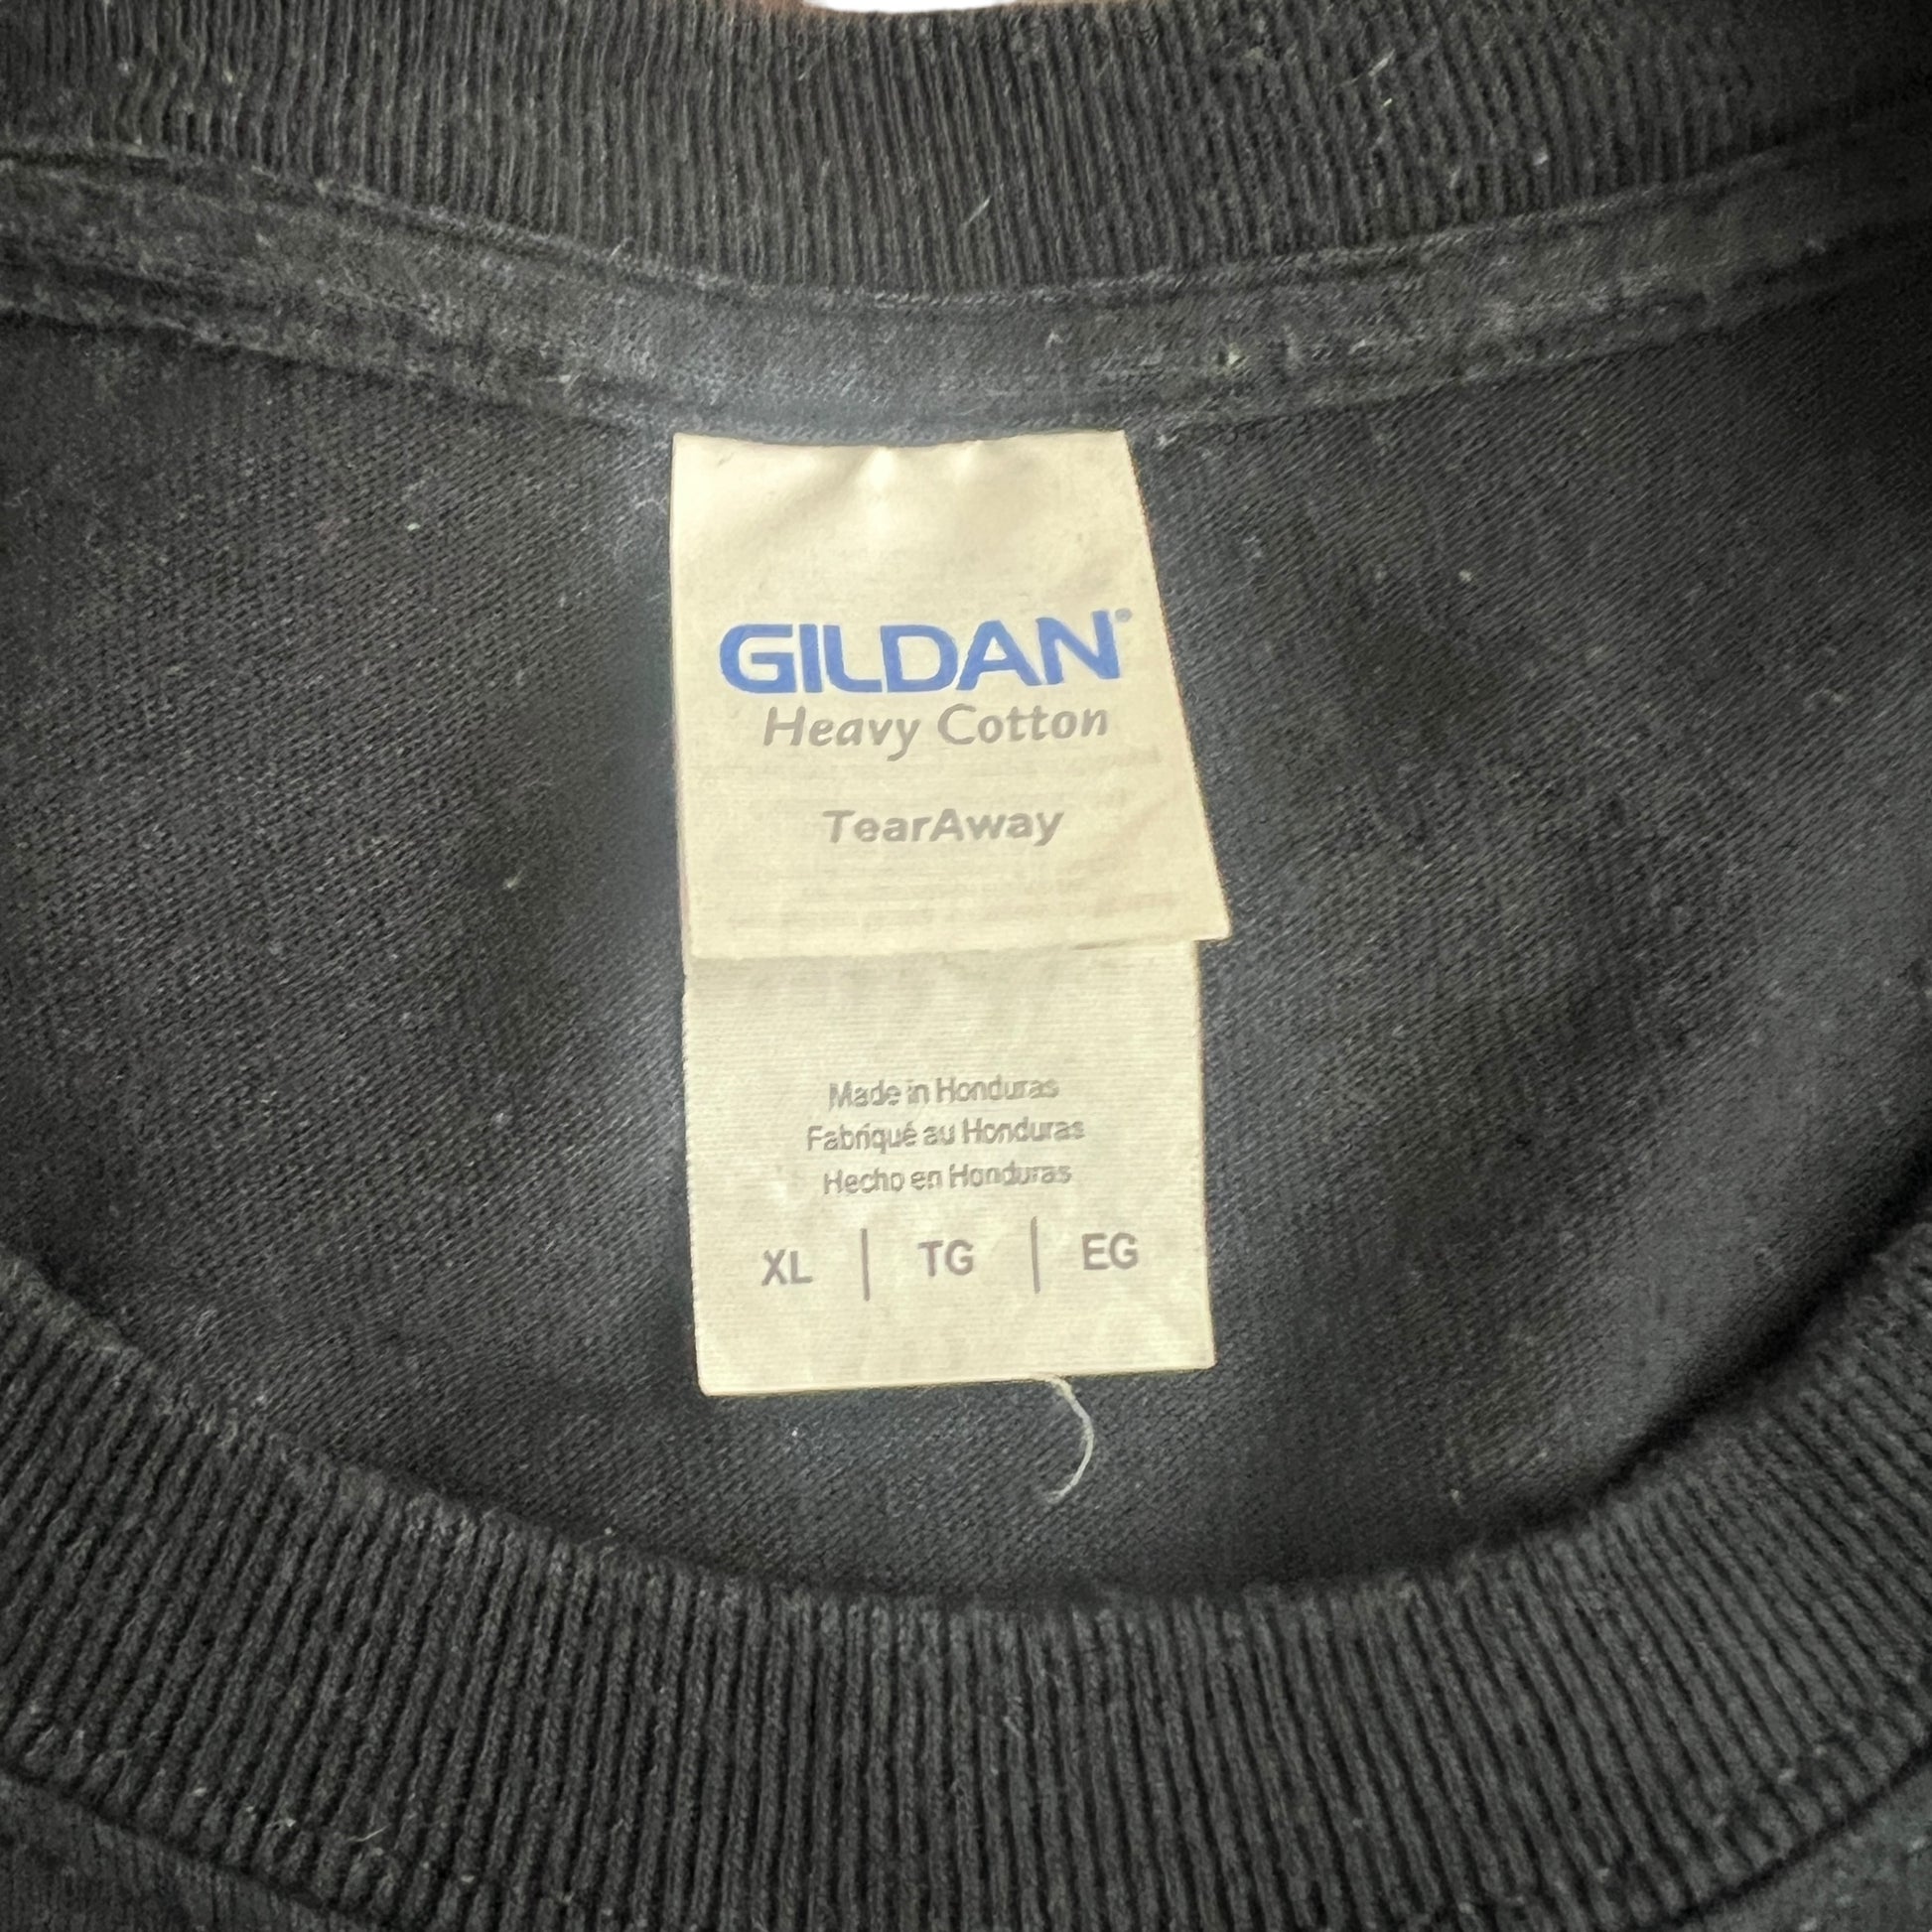 GILDAN®
Heavy Cotton
TearAway
Made in Honduras
Fabriqué au Honduras
Hecho en Honduras
XL | TG | EG